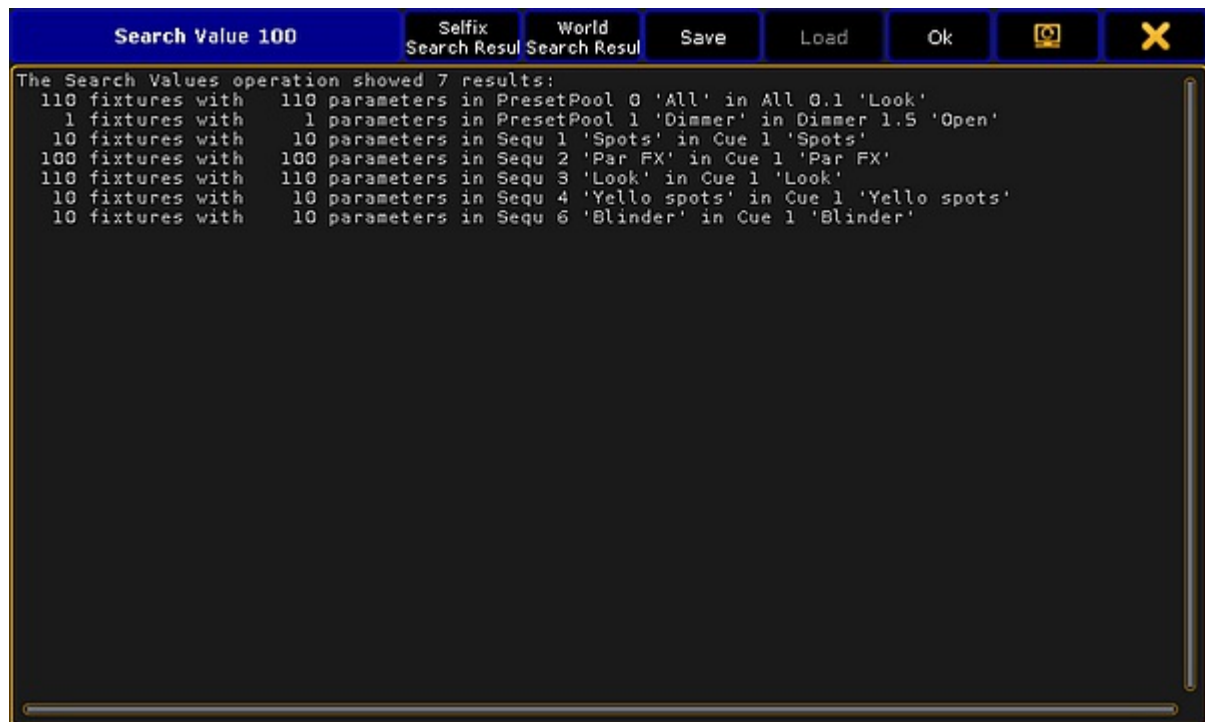 Search Value 100
Selfix Search Resul
World Search Resul
Save
Load
Ok
The Search Values operation showed 7 results:
110 fixtures with 110 parameters in PresetPool 0 'All' in All 0.1 'Look'
1 fixtures with 1 parameters in PresetPool 1 'Dimmer' in Dimmer 1.5 'Open'
10 fixtures with 10 parameters in Sequ 1 'Spots' in Cue 1 'Spots'
100 fixtures with 100 parameters in Sequ 2 'Par FX' in Cue 1 'Par FX'
110 fixtures with 110 parameters in Sequ 3 'Look' in Cue 1 'Look'
10 fixtures with 10 parameters in Sequ 4 'Yello spots' in Cue 1 'Yello spots'
10 fixtures with 10 parameters in Sequ 6 'Blinder' in Cue 1 'Blinder'